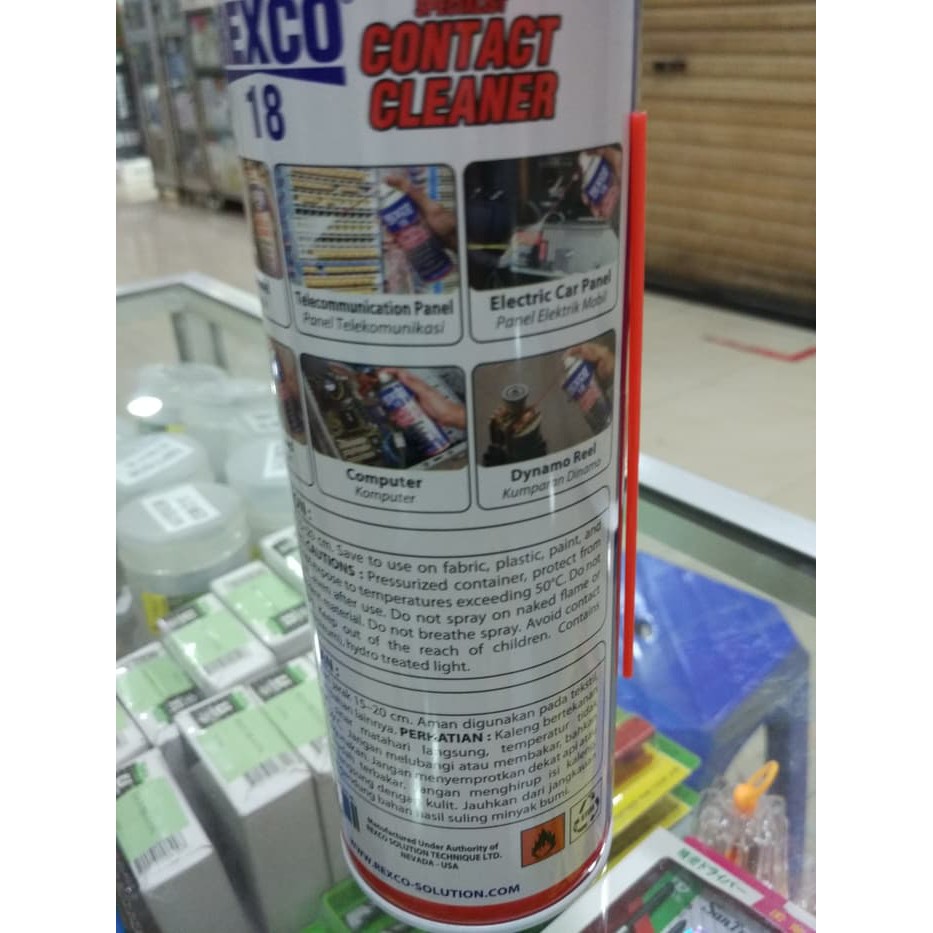 REXCO
18
CONTACT
CLEANER
Telecommunication Panel
Panel Telekomunikasi
Electric Car Panel
Panel Elektrik Mobil
Computer
Komputer
Dynamo Reel
Kumparan Dinamo
cm. Save to use on fabric, plastic, paint, and
: Pressurized container, protect from
to temperatures exceeding 50°C. Do not
after use. Do not spray on naked flame or
material. Do not breathe spray. Avoid contact
Keep out of the reach of children. Contains
hydro treated light.
15-20 cm. Aman digunakan pada tekstil,
lainnya. PERHATIAN : Kaleng bertekanan
matahari langsung, temperatur tidak
Jangan melubangi atau membakar, bahkan
Jangan menyemprotkan dekat api atau
terbakar. Jangan menghirup isi kaleng
dengan kulit. Jauhkan dari jangkauan
bahan hasil suling minyak bumi.
Manufactured Under Authority of
REXCO SOLUTION TECHNIQUE LTD.
NEVADA - USA
WWW.REXCO-SOLUTION.COM